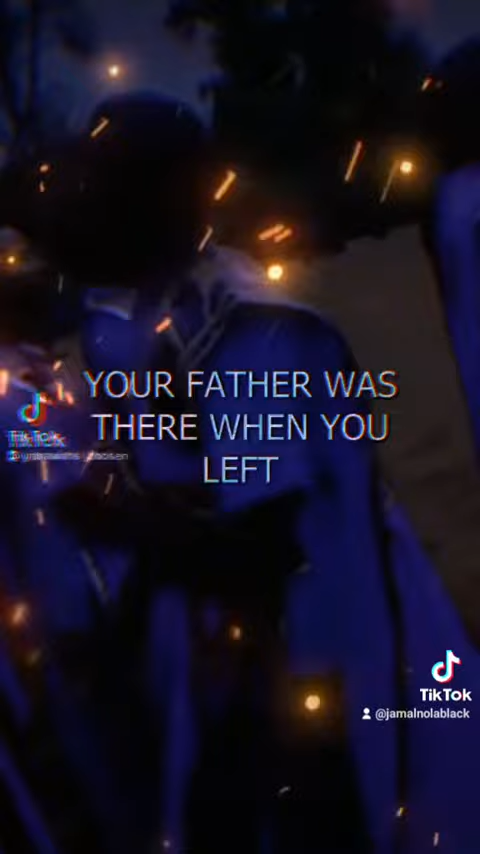 YOUR FATHER WAS
THERE WHEN YOU
LEFT
TikTok
TikTok
@jamalnolablack